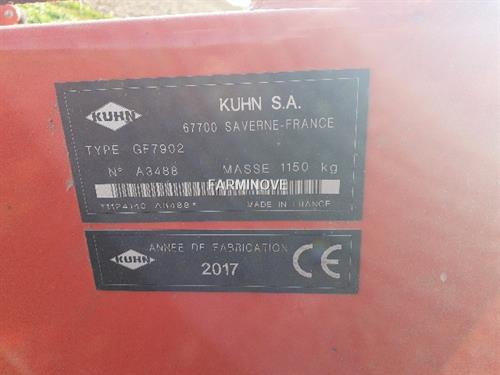 KUHN
KUHN S.A.
67700 SAVERNE-FRANCE
TYPE GF7902
N° A3488
MASSE 1150 kg
FARMINOVE
MADE IN FRANCE
KUHN
ANNEE DE FABRICATION
2017
CE